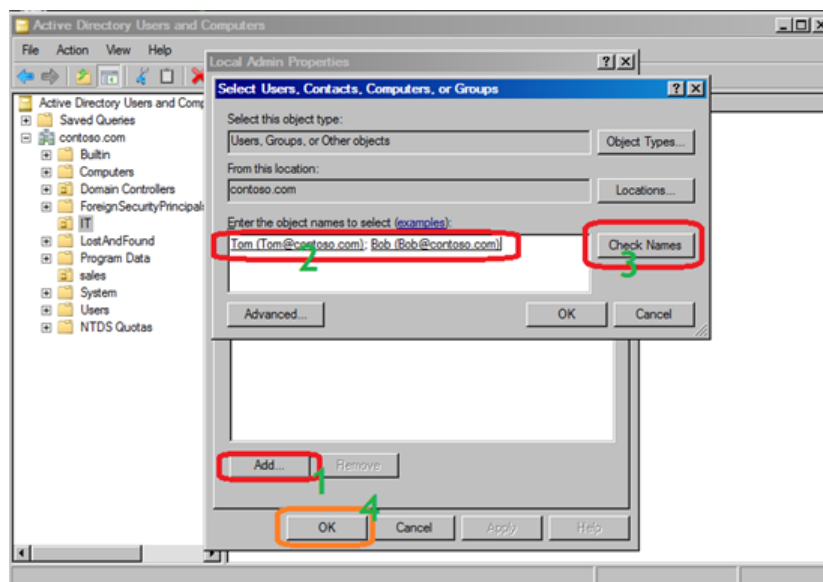 Active Directory Users and Computers
File Action View Help
Local Admin Properties
Select Users, Contacts, Computers, or Groups
Active Directory Users and Comp
Saved Queries
contoso.com
Builtin
Computers
Domain Controllers
ForeignSecurityPrincipals
IT
LostAndFound
Program Data
sales
System
Users
NTDS Quotas
Select this object type:
Users, Groups, or Other objects
Object Types...
From this location:
contoso.com
Locations...
Enter the object names to select (examples):
Tom (Tom@contoso.com); Bob (Bob@contoso.com)
Check Names
2
3
Advanced...
OK
Cancel
Add...
Remove
1
4
OK
Cancel
Apply
Help